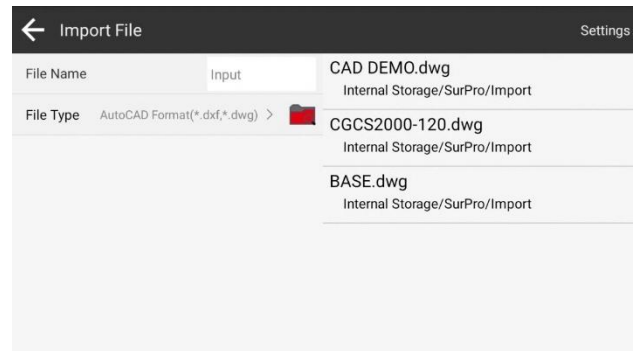 Import File
Settings
File Name
Input
File Type
AutoCAD Format(*.dxf,*.dwg)
CAD DEMO.dwg
Internal Storage/SurPro/Import
CGCS2000-120.dwg
Internal Storage/SurPro/Import
BASE.dwg
Internal Storage/SurPro/Import